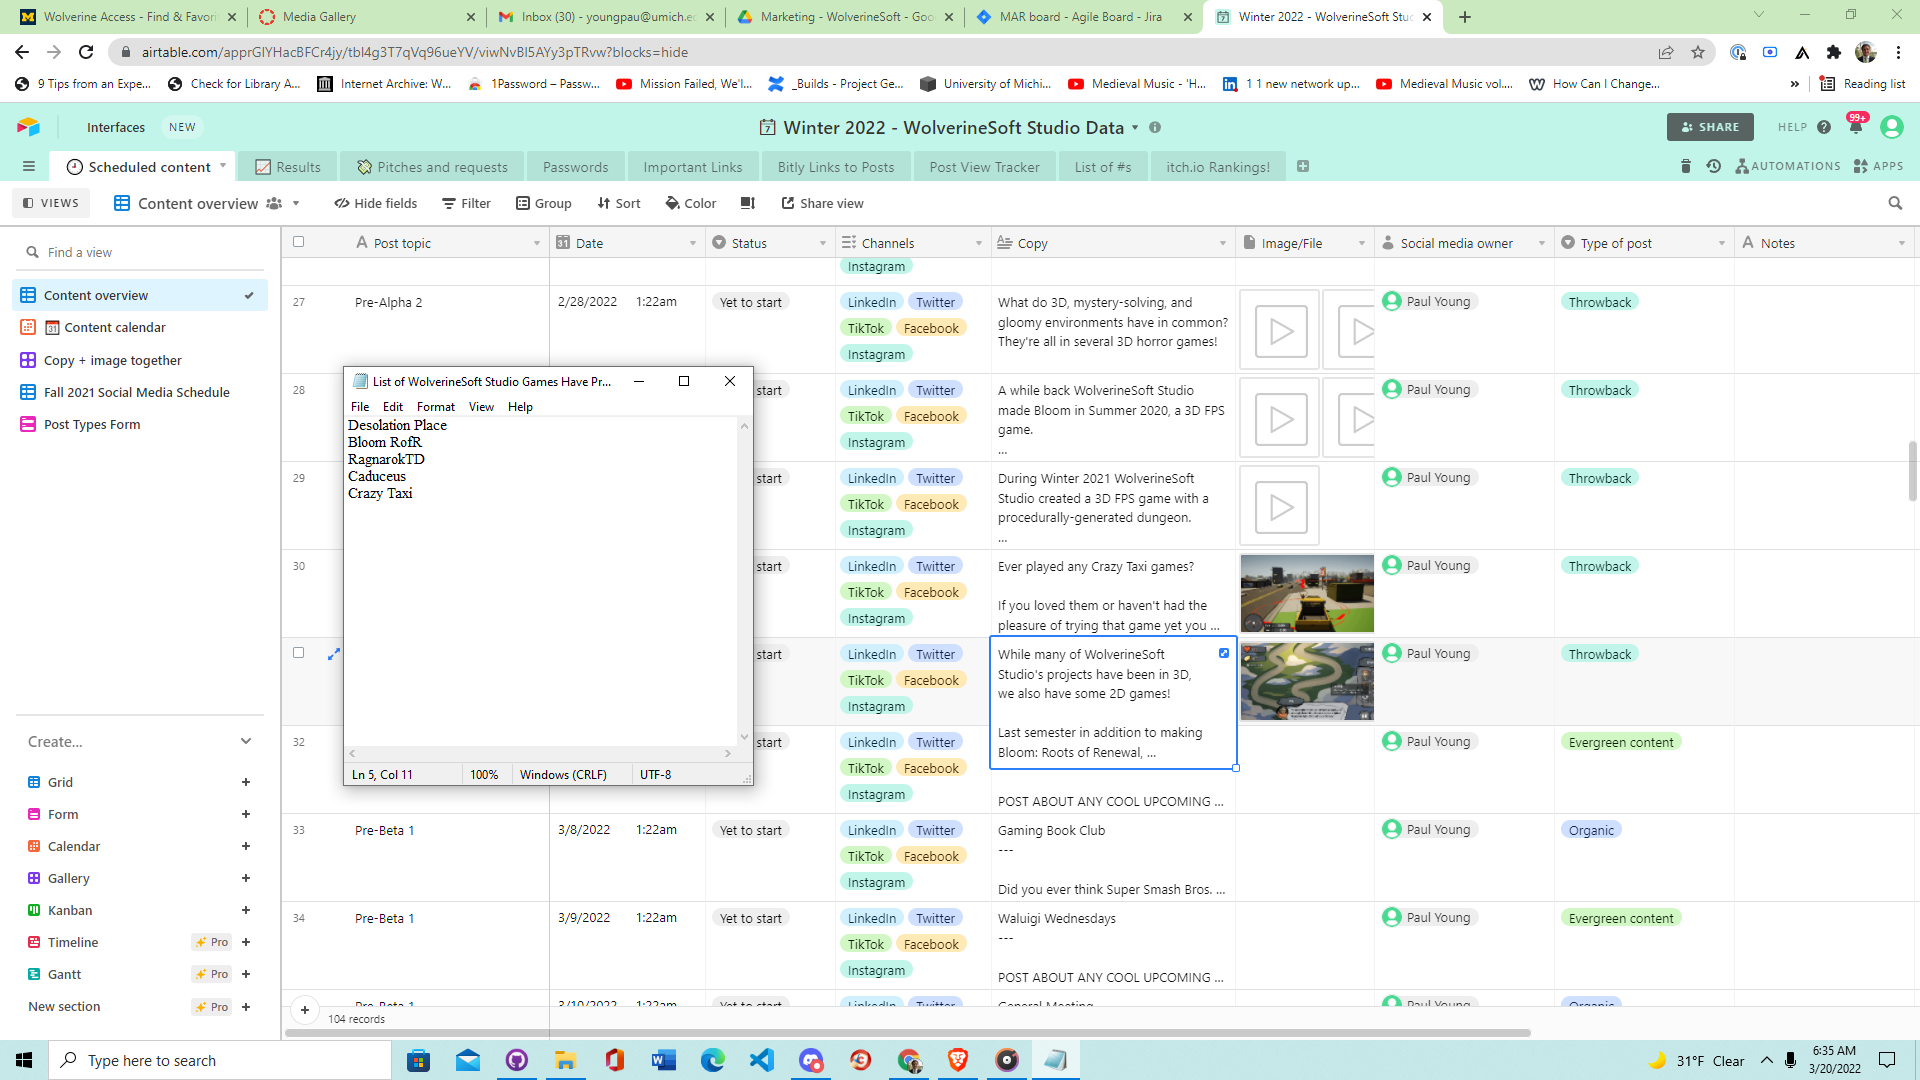 Wolverine Access - Find & Favori
Media Gallery
Inbox (30) - youngpau@umich.e
Marketing - WolverineSoft - Goo
MAR board - Agile Board - Jira
Winter 2022 - WolverineSoft Stu
airtable.com/apprGlYHacBFCr4jy/tbl4g3T7qVq96ueYV/viwNvBI5AYy3pTRvw?blocks=hide
9 Tips from an Expe...
Check for Library A...
Internet Archive: W...
1Password – Passw...
Mission Failed, We'l...
_Builds - Project Ge...
University of Michi...
Medieval Music - 'H...
1 1 new network up...
Medieval Music vol....
How Can I Change...
»
Reading list
Interfaces
NEW
Winter 2022 - WolverineSoft Studio Data
SHARE
HELP
99+
Scheduled content
Results
Pitches and requests
Passwords
Important Links
Bitly Links to Posts
Post View Tracker
List of #s
itch.io Rankings!
AUTOMATIONS
APPS
VIEWS
Content overview
Hide fields
Filter
Group
Sort
Color
Share view
Find a view
Content overview
Content calendar
Copy + image together
Fall 2021 Social Media Schedule
Post Types Form
Create...
Grid
Form
Calendar
Gallery
Kanban
Timeline
Pro
Gantt
Pro
New section
Pro
Post topic
Date
Status
Channels
Copy
Image/File
Social media owner
Type of post
Notes
Instagram
27
Pre-Alpha 2
2/28/2022 1:22am
Yet to start
LinkedIn Twitter
TikTok Facebook
Instagram
What do 3D, mystery-solving, and
gloomy environments have in common?
They're all in several 3D horror games!
Paul Young
Throwback
28
start
LinkedIn Twitter
TikTok Facebook
Instagram
A while back WolverineSoft Studio
made Bloom in Summer 2020, a 3D FPS
game.
...
Paul Young
Throwback
29
start
LinkedIn Twitter
TikTok Facebook
Instagram
During Winter 2021 WolverineSoft
Studio created a 3D FPS game with a
procedurally-generated dungeon.
...
Paul Young
Throwback
30
start
LinkedIn Twitter
TikTok Facebook
Instagram
Ever played any Crazy Taxi games?
If you loved them or haven't had the
pleasure of trying that game yet you ...
Paul Young
Throwback
start
LinkedIn Twitter
TikTok Facebook
Instagram
While many of WolverineSoft
Studio's projects have been in 3D,
we also have some 2D games!
Last semester in addition to making
Bloom: Roots of Renewal, ...
Paul Young
Throwback
32
start
LinkedIn Twitter
TikTok Facebook
Instagram
POST ABOUT ANY COOL UPCOMING ...
Paul Young
Evergreen content
33
Pre-Beta 1
3/8/2022 1:22am
Yet to start
LinkedIn Twitter
TikTok Facebook
Instagram
Gaming Book Club
---
Did you ever think Super Smash Bros. ...
Paul Young
Organic
34
Pre-Beta 1
3/9/2022 1:22am
Yet to start
LinkedIn Twitter
TikTok Facebook
Instagram
Waluigi Wednesdays
---
POST ABOUT ANY COOL UPCOMING ...
Paul Young
Evergreen content
Pre-Beta 1
3/10/2022 1:22am
Yet to start
LinkedIn Twitter
General Meeting
Paul Young
Organic
104 records
List of WolverineSoft Studio Games Have Pr...
File Edit Format View Help
Desolation Place
Bloom RofR
RagnarokTD
Caduceus
Crazy Taxi
Ln 5, Col 11
100%
Windows (CRLF)
UTF-8
Type here to search
31°F Clear
6:35 AM
3/20/2022